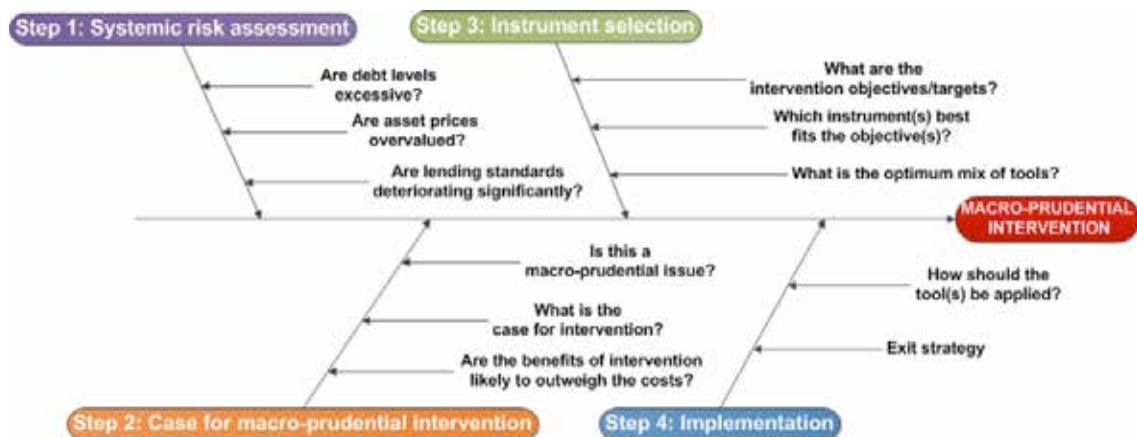 Step 1: Systemic risk assessment
Are debt levels
excessive?
Are asset prices
overvalued?
Are lending standards
deteriorating significantly?
Step 3: Instrument selection
What are the
intervention objectives/targets?
Which instrument(s) best
fits the objective(s)?
What is the optimum mix of tools?
MACRO-PRUDENTIAL
INTERVENTION
Is this a
macro-prudential issue?
What is the
case for intervention?
Are the benefits of intervention
likely to outweigh the costs?
Step 2: Case for macro-prudential intervention
How should the
tool(s) be applied?
Exit strategy
Step 4: Implementation